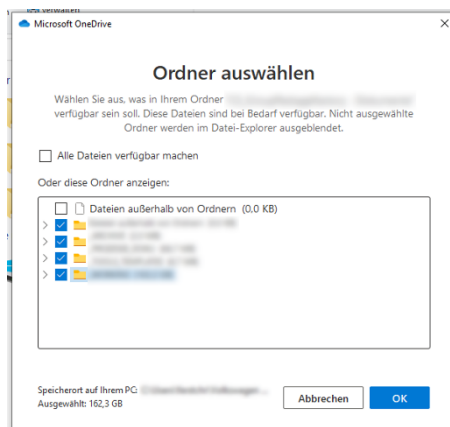 verwalten
Microsoft OneDrive
Ordner auswählen
Wählen Sie aus, was in Ihrem Ordner
verfügbar sein soll. Diese Dateien sind bei Bedarf verfügbar. Nicht ausgewählte
Ordner werden im Datei-Explorer ausgeblendet.
Alle Dateien verfügbar machen
Oder diese Ordner anzeigen:
Dateien außerhalb von Ordnern (0,0 KB)
Speicherort auf Ihrem PC:
Ausgewählt: 162,3 GB
Abbrechen
OK